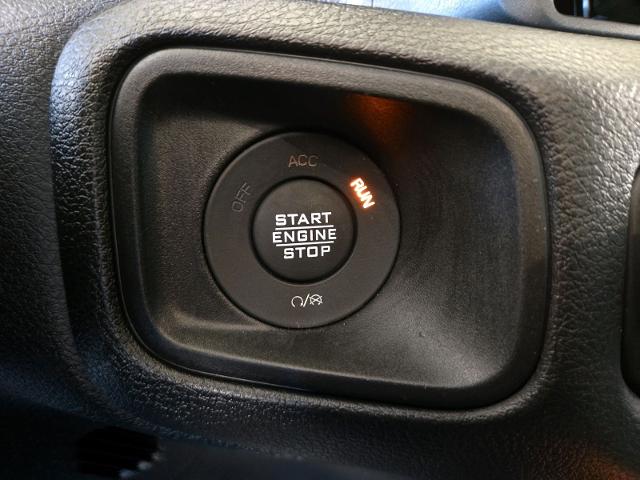 ACC
OFF
RUN
START
ENGINE
STOP